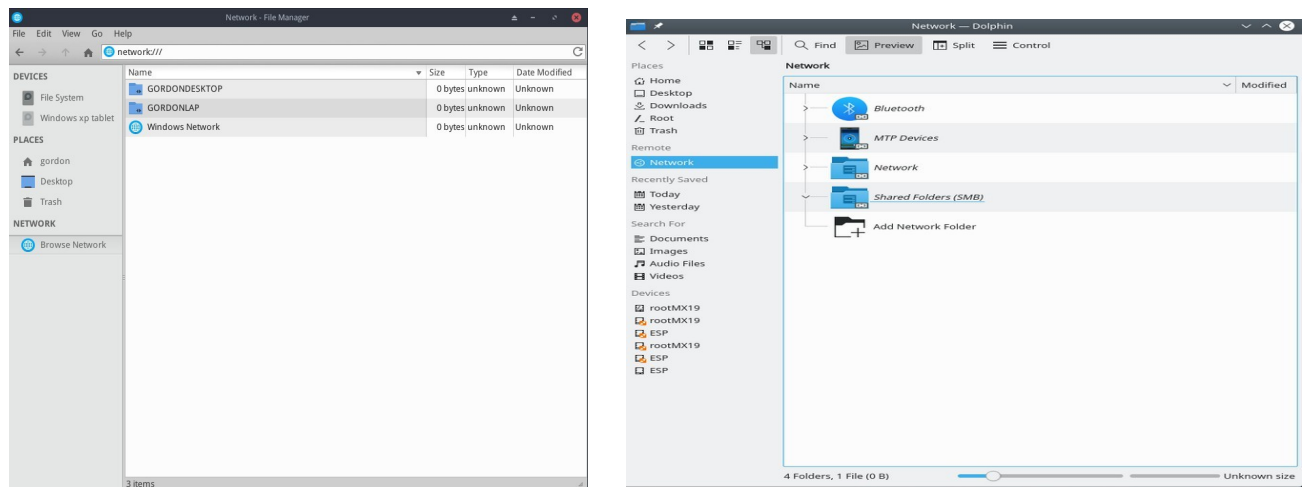 Network - File Manager
File Edit View Go Help
network:///
DEVICES
File System
Windows xp tablet
PLACES
gordon
Desktop
Trash
NETWORK
Browse Network
Name Size Type Date Modified
GORDONDESKTOP 0 bytes unknown Unknown
GORDONLAP 0 bytes unknown Unknown
Windows Network 0 bytes unknown Unknown
3 items
Network — Dolphin
Find Preview Split Control
Places
Home
Desktop
Downloads
Root
Trash
Remote
Network
Recently Saved
Today
Yesterday
Search For
Documents
Images
Audio Files
Videos
Devices
rootMX19
rootMX19
ESP
rootMX19
ESP
ESP
Network
Name Modified
Bluetooth
MTP Devices
Network
Shared Folders (SMB)
Add Network Folder
4 Folders, 1 File (0 B) Unknown size